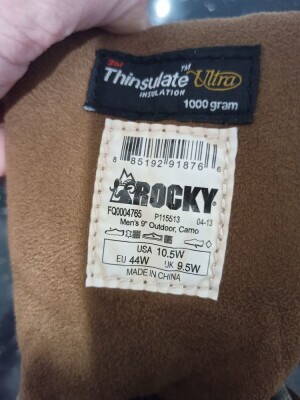 3M
Thinsulate™ Ultra
INSULATION
1000 gram
8 85192 91876 6
ROCKY
FQ0004765 P115513 04-13
Men's 9" Outdoor, Camo
USA 10.5W
EU 44W UK 9.5W
MADE IN CHINA